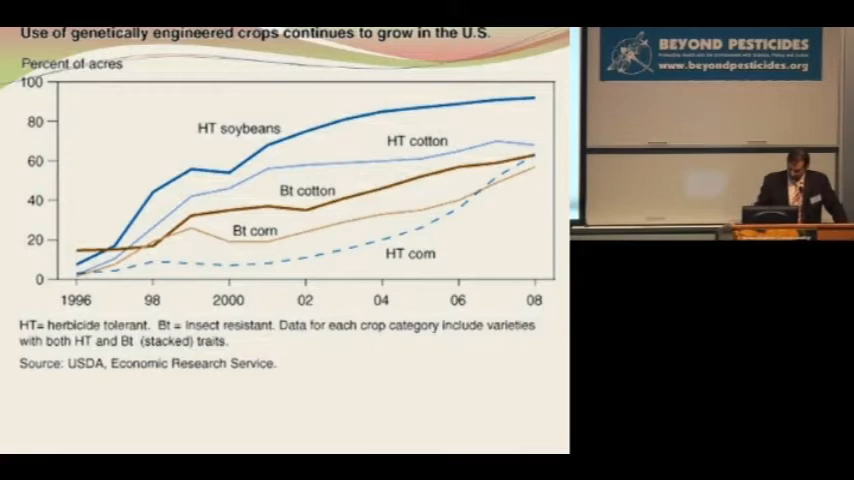 Use of genetically engineered crops continues to grow in the U.S.
Percent of acres
100
80
60
40
20
0
HT soybeans
HT cotton
Bt cotton
Bt corn
HT corn
1996 98 2000 02 04 06 08
HT= herbicide tolerant. Bt = Insect resistant. Data for each crop category include varieties
with both HT and Bt (stacked) traits.
Source: USDA, Economic Research Service.
BEYOND PESTICIDES
www.beyondpesticides.org